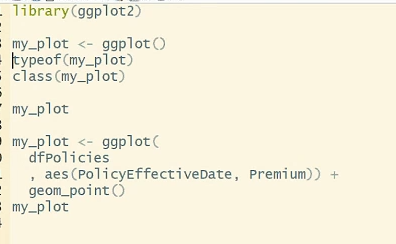 library(ggplot2)
my_plot <- ggplot()
typeof(my_plot)
class(my_plot)
my_plot
my_plot <- ggplot(
dfPolicies
, aes(PolicyEffectiveDate, Premium)) +
geom_point()
my_plot